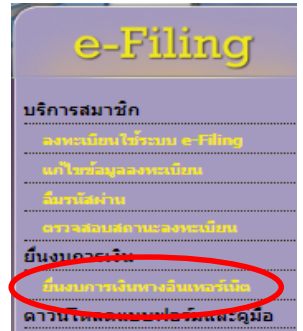 e-Filing
บริการสมาชิก
ลงทะเบียนใช้ระบบ e-Filing
แก้ไขข้อมูลลงทะเบียน
ลืมรหัสผ่าน
ตรวจสอบสถานะลงทะเบียน
ยื่นงบการเงิน
ยื่นงบการเงินทางอินเทอร์เน็ต
ดาวน์โหลดแบบฟอร์มและคู่มือ